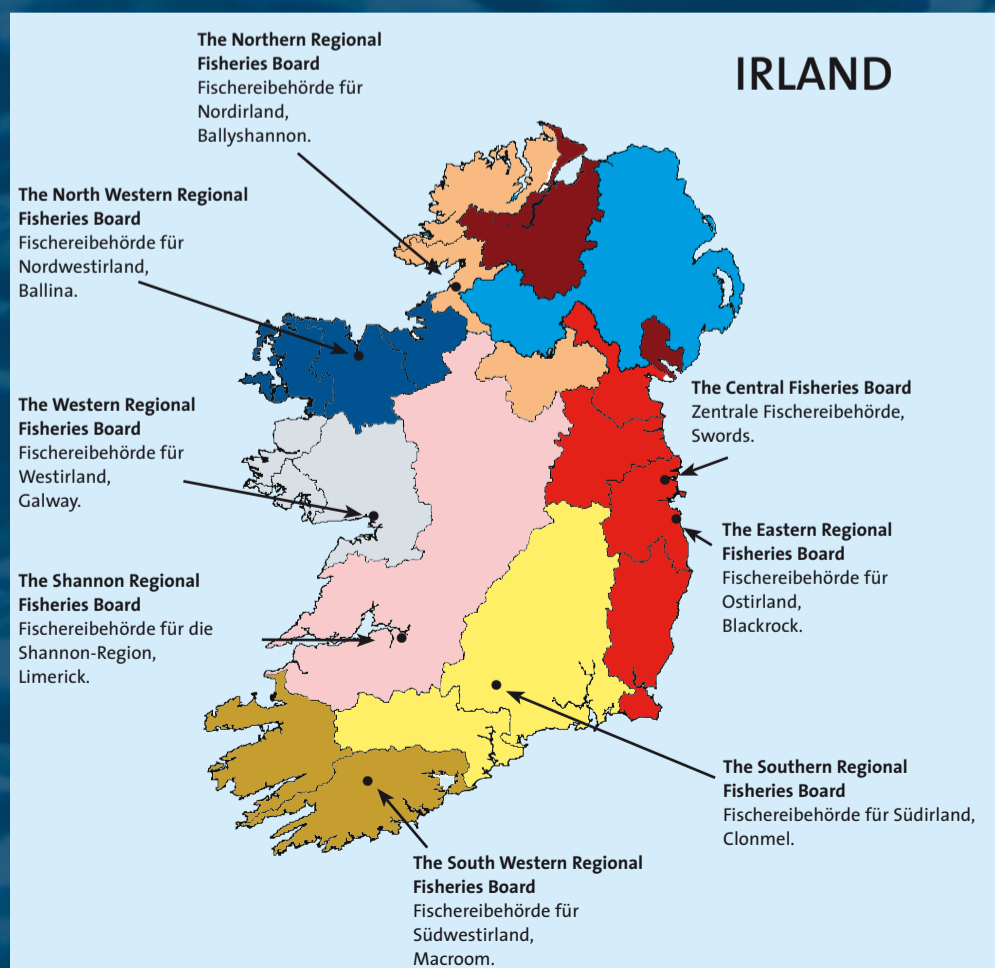 IRLAND
The Northern Regional
Fisheries Board
Fischereibehörde für
Nordirland,
Ballyshannon.
The North Western Regional
Fisheries Board
Fischereibehörde für
Nordwestirland,
Ballina.
The Western Regional
Fisheries Board
Fischereibehörde für
Westirland,
Galway.
The Central Fisheries Board
Zentrale Fischereibehörde,
Swords.
The Eastern Regional
Fisheries Board
Fischereibehörde für
Ostirland,
Blackrock.
The Shannon Regional
Fisheries Board
Fischereibehörde für die
Shannon-Region,
Limerick.
The Southern Regional
Fisheries Board
Fischereibehörde für Südirland,
Clonmel.
The South Western Regional
Fisheries Board
Fischereibehörde für
Südwestirland,
Macroom.